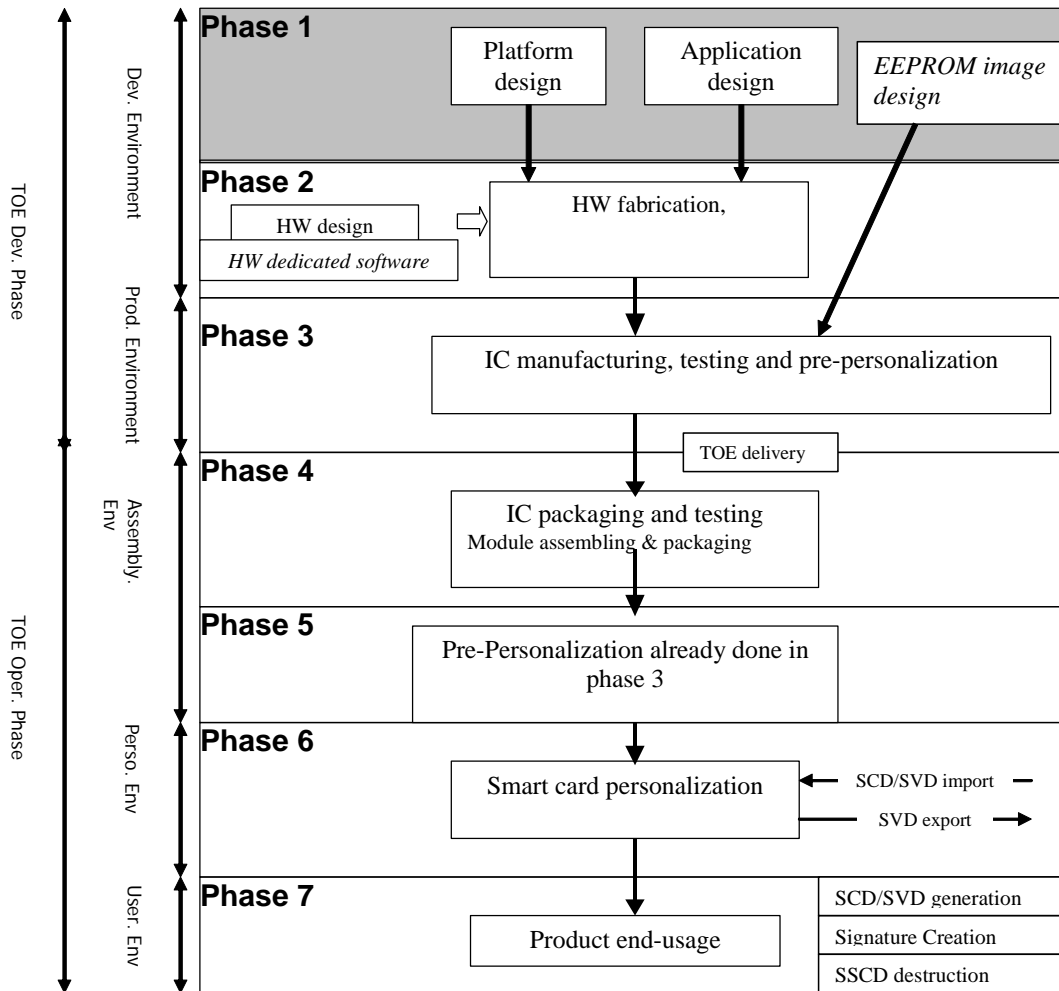 Phase 1
Platform
design
Application
design
EEPROM image
design
Phase 2
HW fabrication,
HW design
HW dedicated software
Phase 3
IC manufacturing, testing and pre-personalization
TOE delivery
Phase 4
IC packaging and testing
Module assembling & packaging
Phase 5
Pre-Personalization already done in
phase 3
Phase 6
Smart card personalization
SCD/SVD import
SVD export
Phase 7
Product end-usage
SCD/SVD generation
Signature Creation
SSCD destruction
TOE Dev. Phase
TOE Oper. Phase
Dev. Environment
Prod. Environment
Assembly.
Env
Perso. Env
User. Env